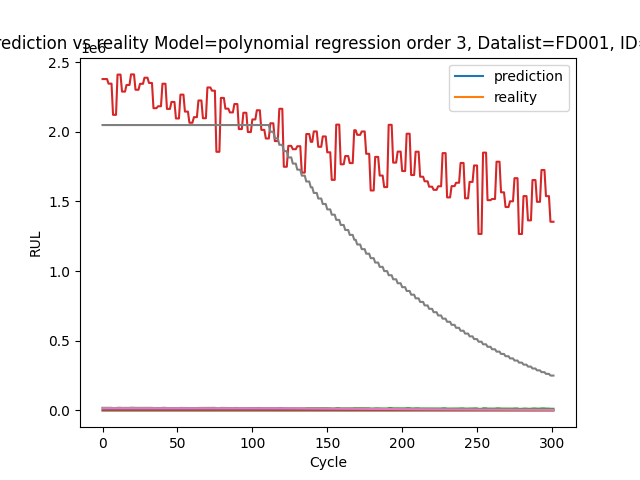 rediction vs reality Model=polynomial regression order 3, Datalist=FD001, ID=
1e6
2.5
2.0
1.5
1.0
0.5
0.0
RUL
prediction
reality
0 50 100 150 200 250 300
Cycle